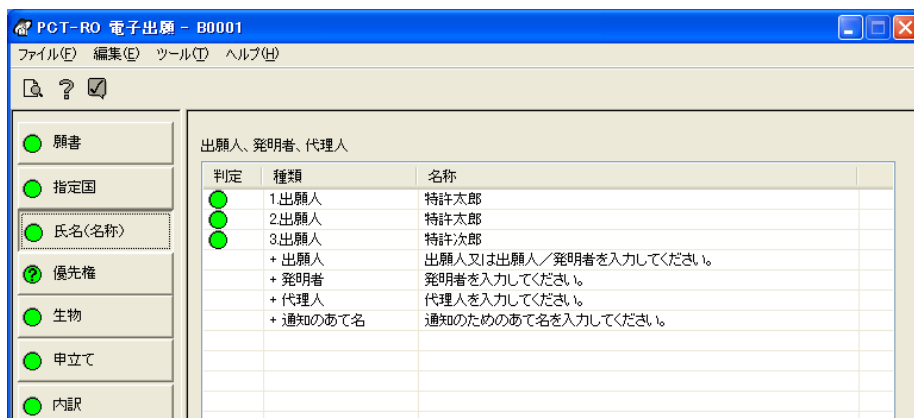 PCT-RO 電子出願 - B0001
ファイル(F) 編集(E) ツール(T) ヘルプ(H)
願書
指定国
氏名(名称)
優先権
生物
申立て
内訳
出願人、発明者、代理人
判定 種類 名称
1.出願人 特許太郎
2.出願人 特許太郎
3.出願人 特許次郎
+ 出願人 出願人又は出願人/発明者を入力してください。
+ 発明者 発明者を入力してください。
+ 代理人 代理人を入力してください。
+ 通知のあて名 通知のためのあて名を入力してください。